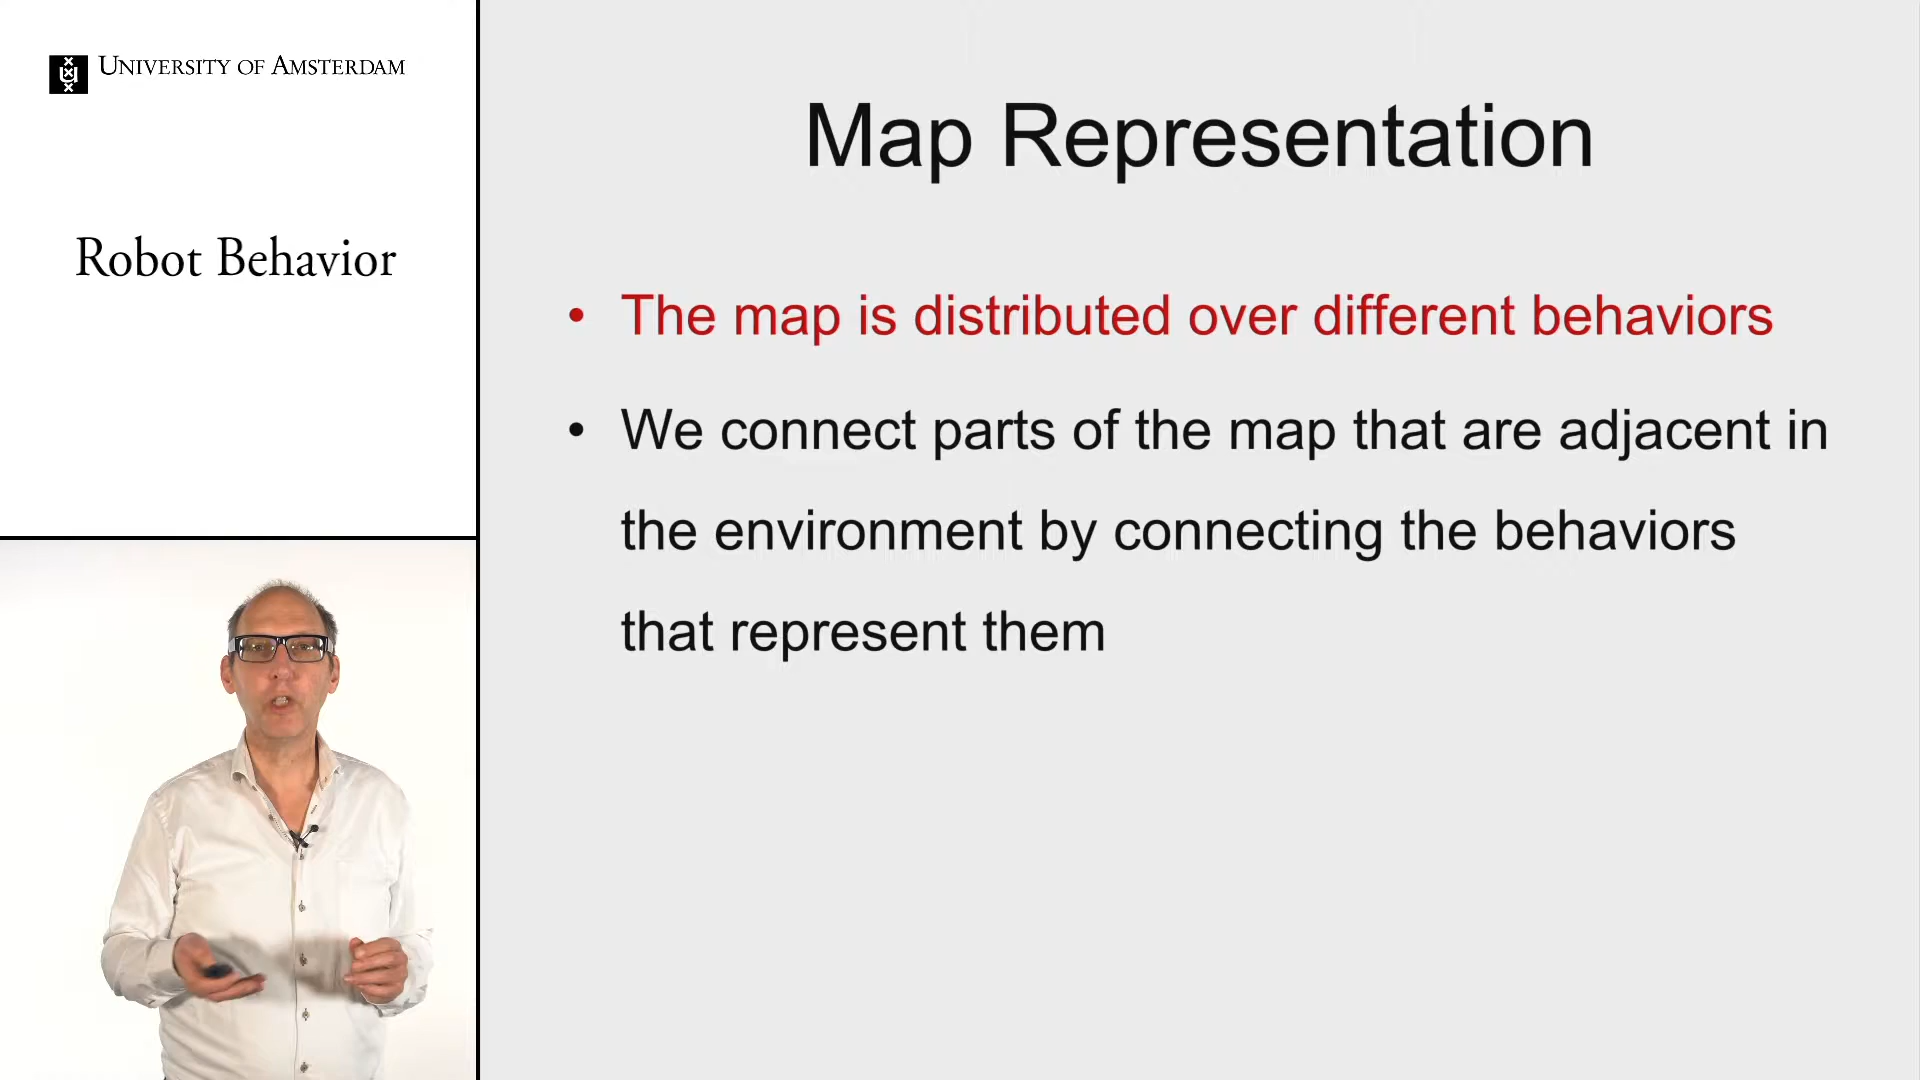 UNIVERSITY OF AMSTERDAM
Robot Behavior
Map Representation
• The map is distributed over different behaviors
• We connect parts of the map that are adjacent in
the environment by connecting the behaviors
that represent them